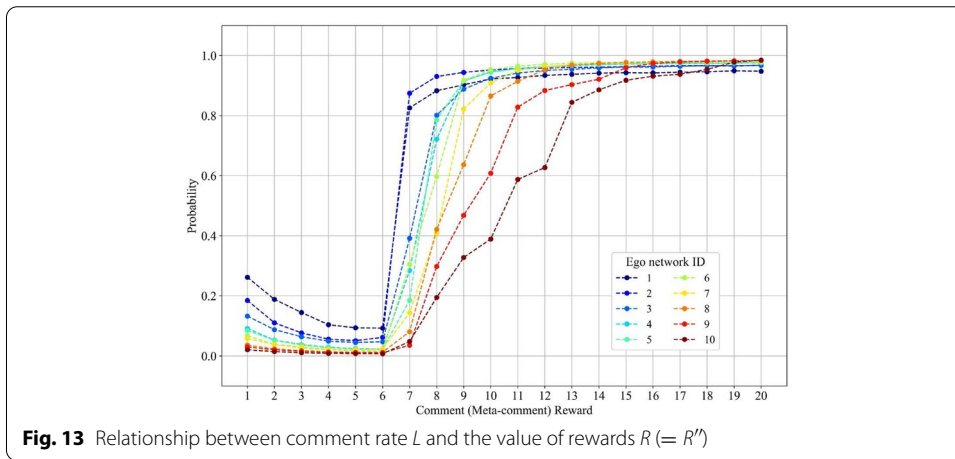 1.0
0.8
0.6
0.4
0.2
0.0
Probability
1 2 3 4 5 6 7 8 9 10 11 12 13 14 15 16 17 18 19 20
Comment (Meta-comment) Reward
Ego network ID
1 6
2 7
3 8
4 9
5 10
Fig. 13 Relationship between comment rate L and the value of rewards R (= R″)